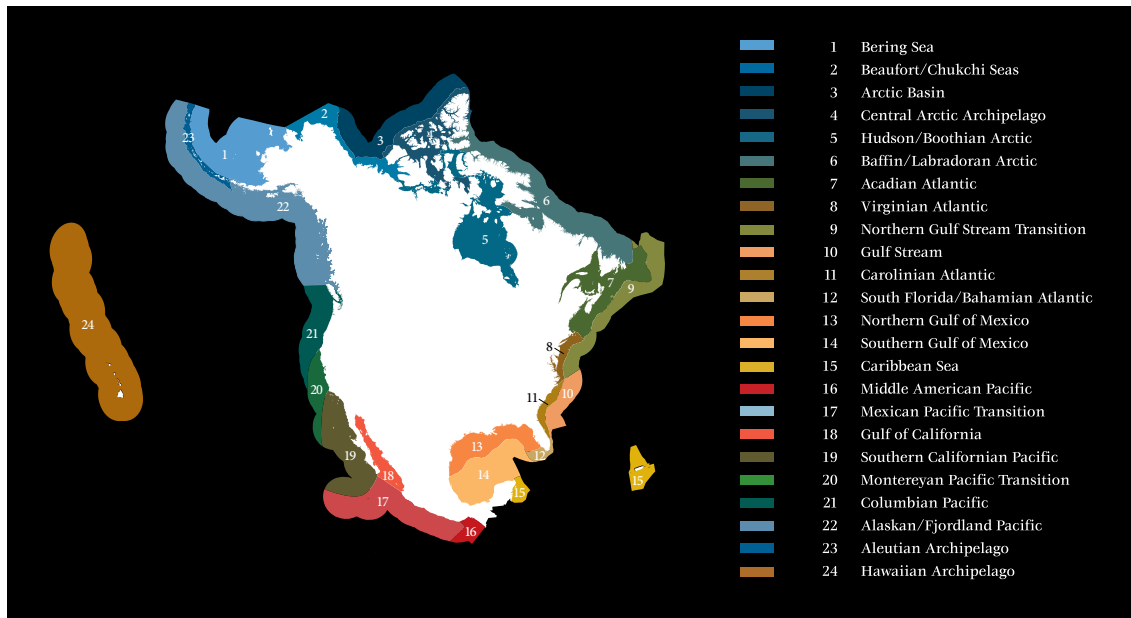 1 Bering Sea
2 Beaufort/Chukchi Seas
3 Arctic Basin
4 Central Arctic Archipelago
5 Hudson/Boothian Arctic
6 Baffin/Labradoran Arctic
7 Acadian Atlantic
8 Virginian Atlantic
9 Northern Gulf Stream Transition
10 Gulf Stream
11 Carolinian Atlantic
12 South Florida/Bahamian Atlantic
13 Northern Gulf of Mexico
14 Southern Gulf of Mexico
15 Caribbean Sea
16 Middle American Pacific
17 Mexican Pacific Transition
18 Gulf of California
19 Southern Californian Pacific
20 Montereyan Pacific Transition
21 Columbian Pacific
22 Alaskan/Fjordland Pacific
23 Aleutian Archipelago
24 Hawaiian Archipelago
2
3
4
23
1
22
6
5
7
9
24
21
8
20
10
11
13
12
19
14
18
15
15
17
16